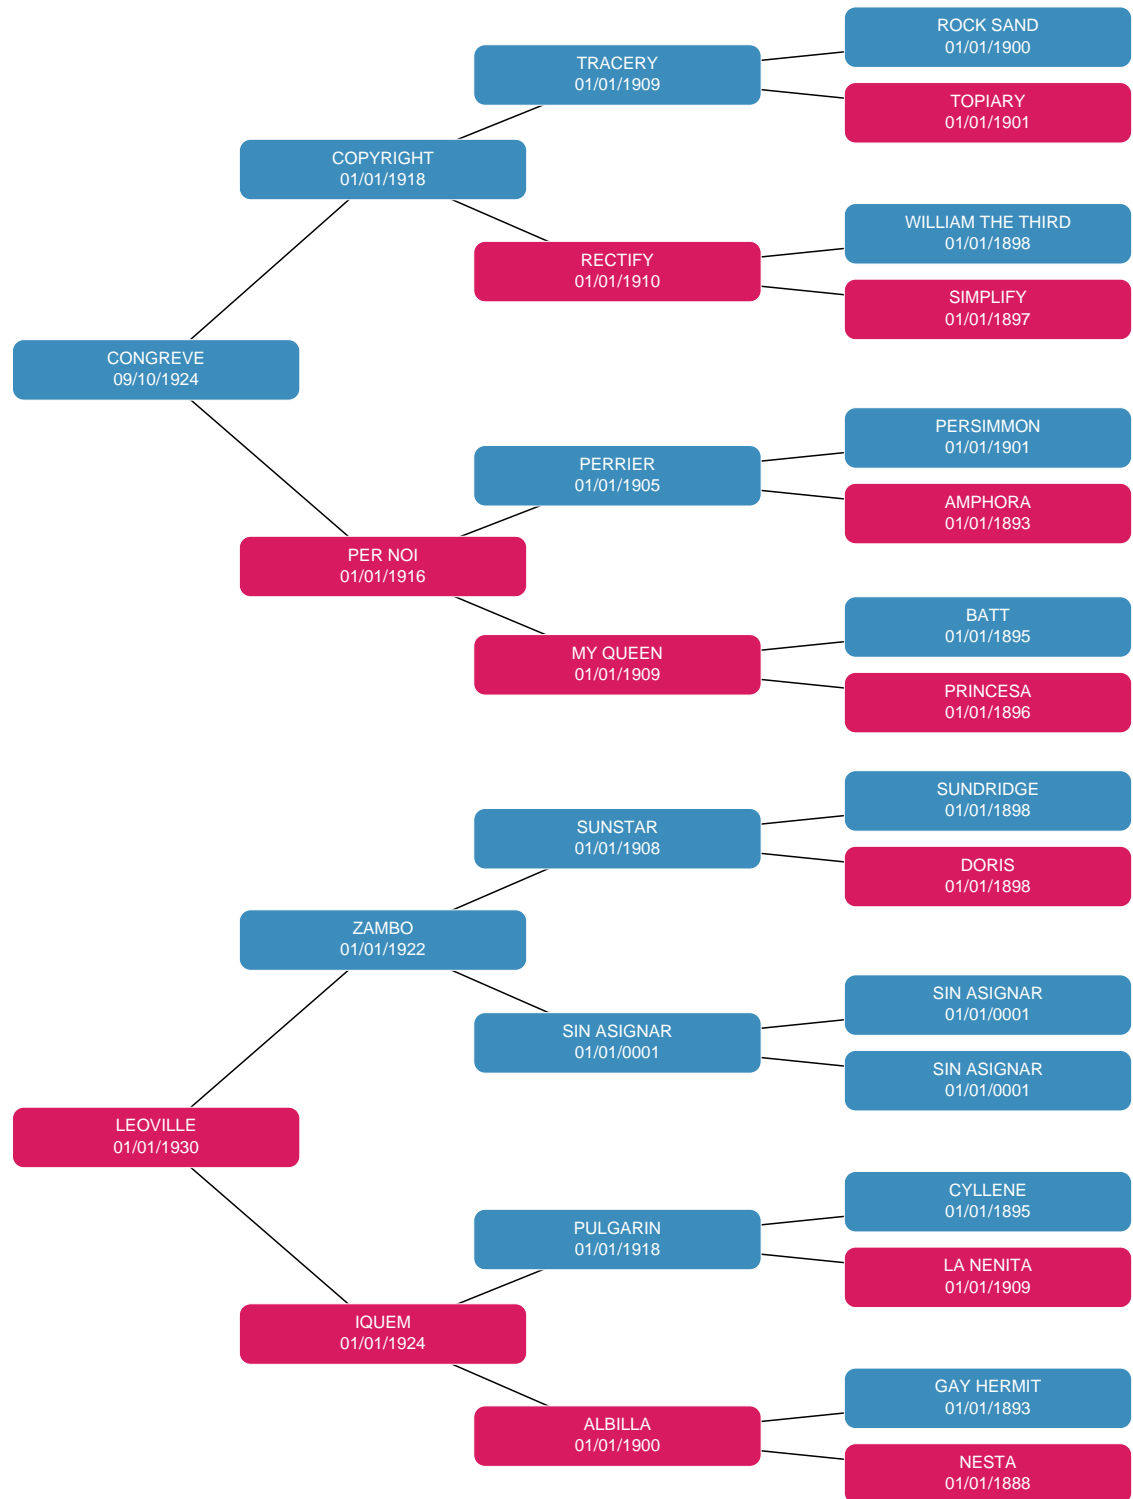 ROCK SAND
01/01/1900
TRACERY
01/01/1909
TOPIARY
01/01/1901
COPYRIGHT
01/01/1918
WILLIAM THE THIRD
01/01/1898
RECTIFY
01/01/1910
SIMPLIFY
01/01/1897
CONGREVE
09/10/1924
PERSIMMON
01/01/1901
PERRIER
01/01/1905
AMPHORA
01/01/1893
PER NOI
01/01/1916
BATT
01/01/1895
MY QUEEN
01/01/1909
PRINCESA
01/01/1896
SUNDRIDGE
01/01/1898
SUNSTAR
01/01/1908
DORIS
01/01/1898
ZAMBO
01/01/1922
SIN ASIGNAR
01/01/0001
SIN ASIGNAR
01/01/0001
SIN ASIGNAR
01/01/0001
LEOVILLE
01/01/1930
CYLLENE
01/01/1895
PULGARIN
01/01/1918
LA NENITA
01/01/1909
IQUEM
01/01/1924
GAY HERMIT
01/01/1893
ALBILLA
01/01/1900
NESTA
01/01/1888